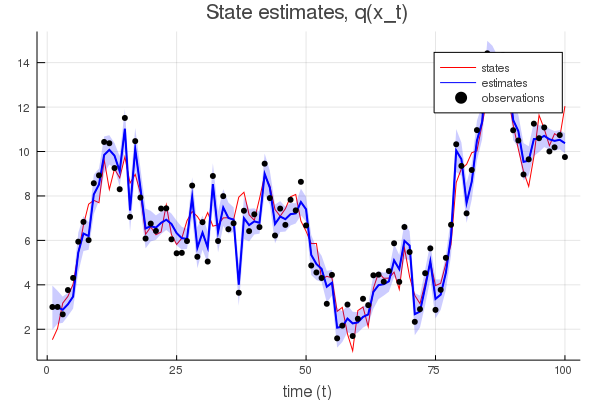 State estimates, q(x_t)
states
estimates
observations
14
12
10
8
6
4
2
0
25
50
75
100
time (t)